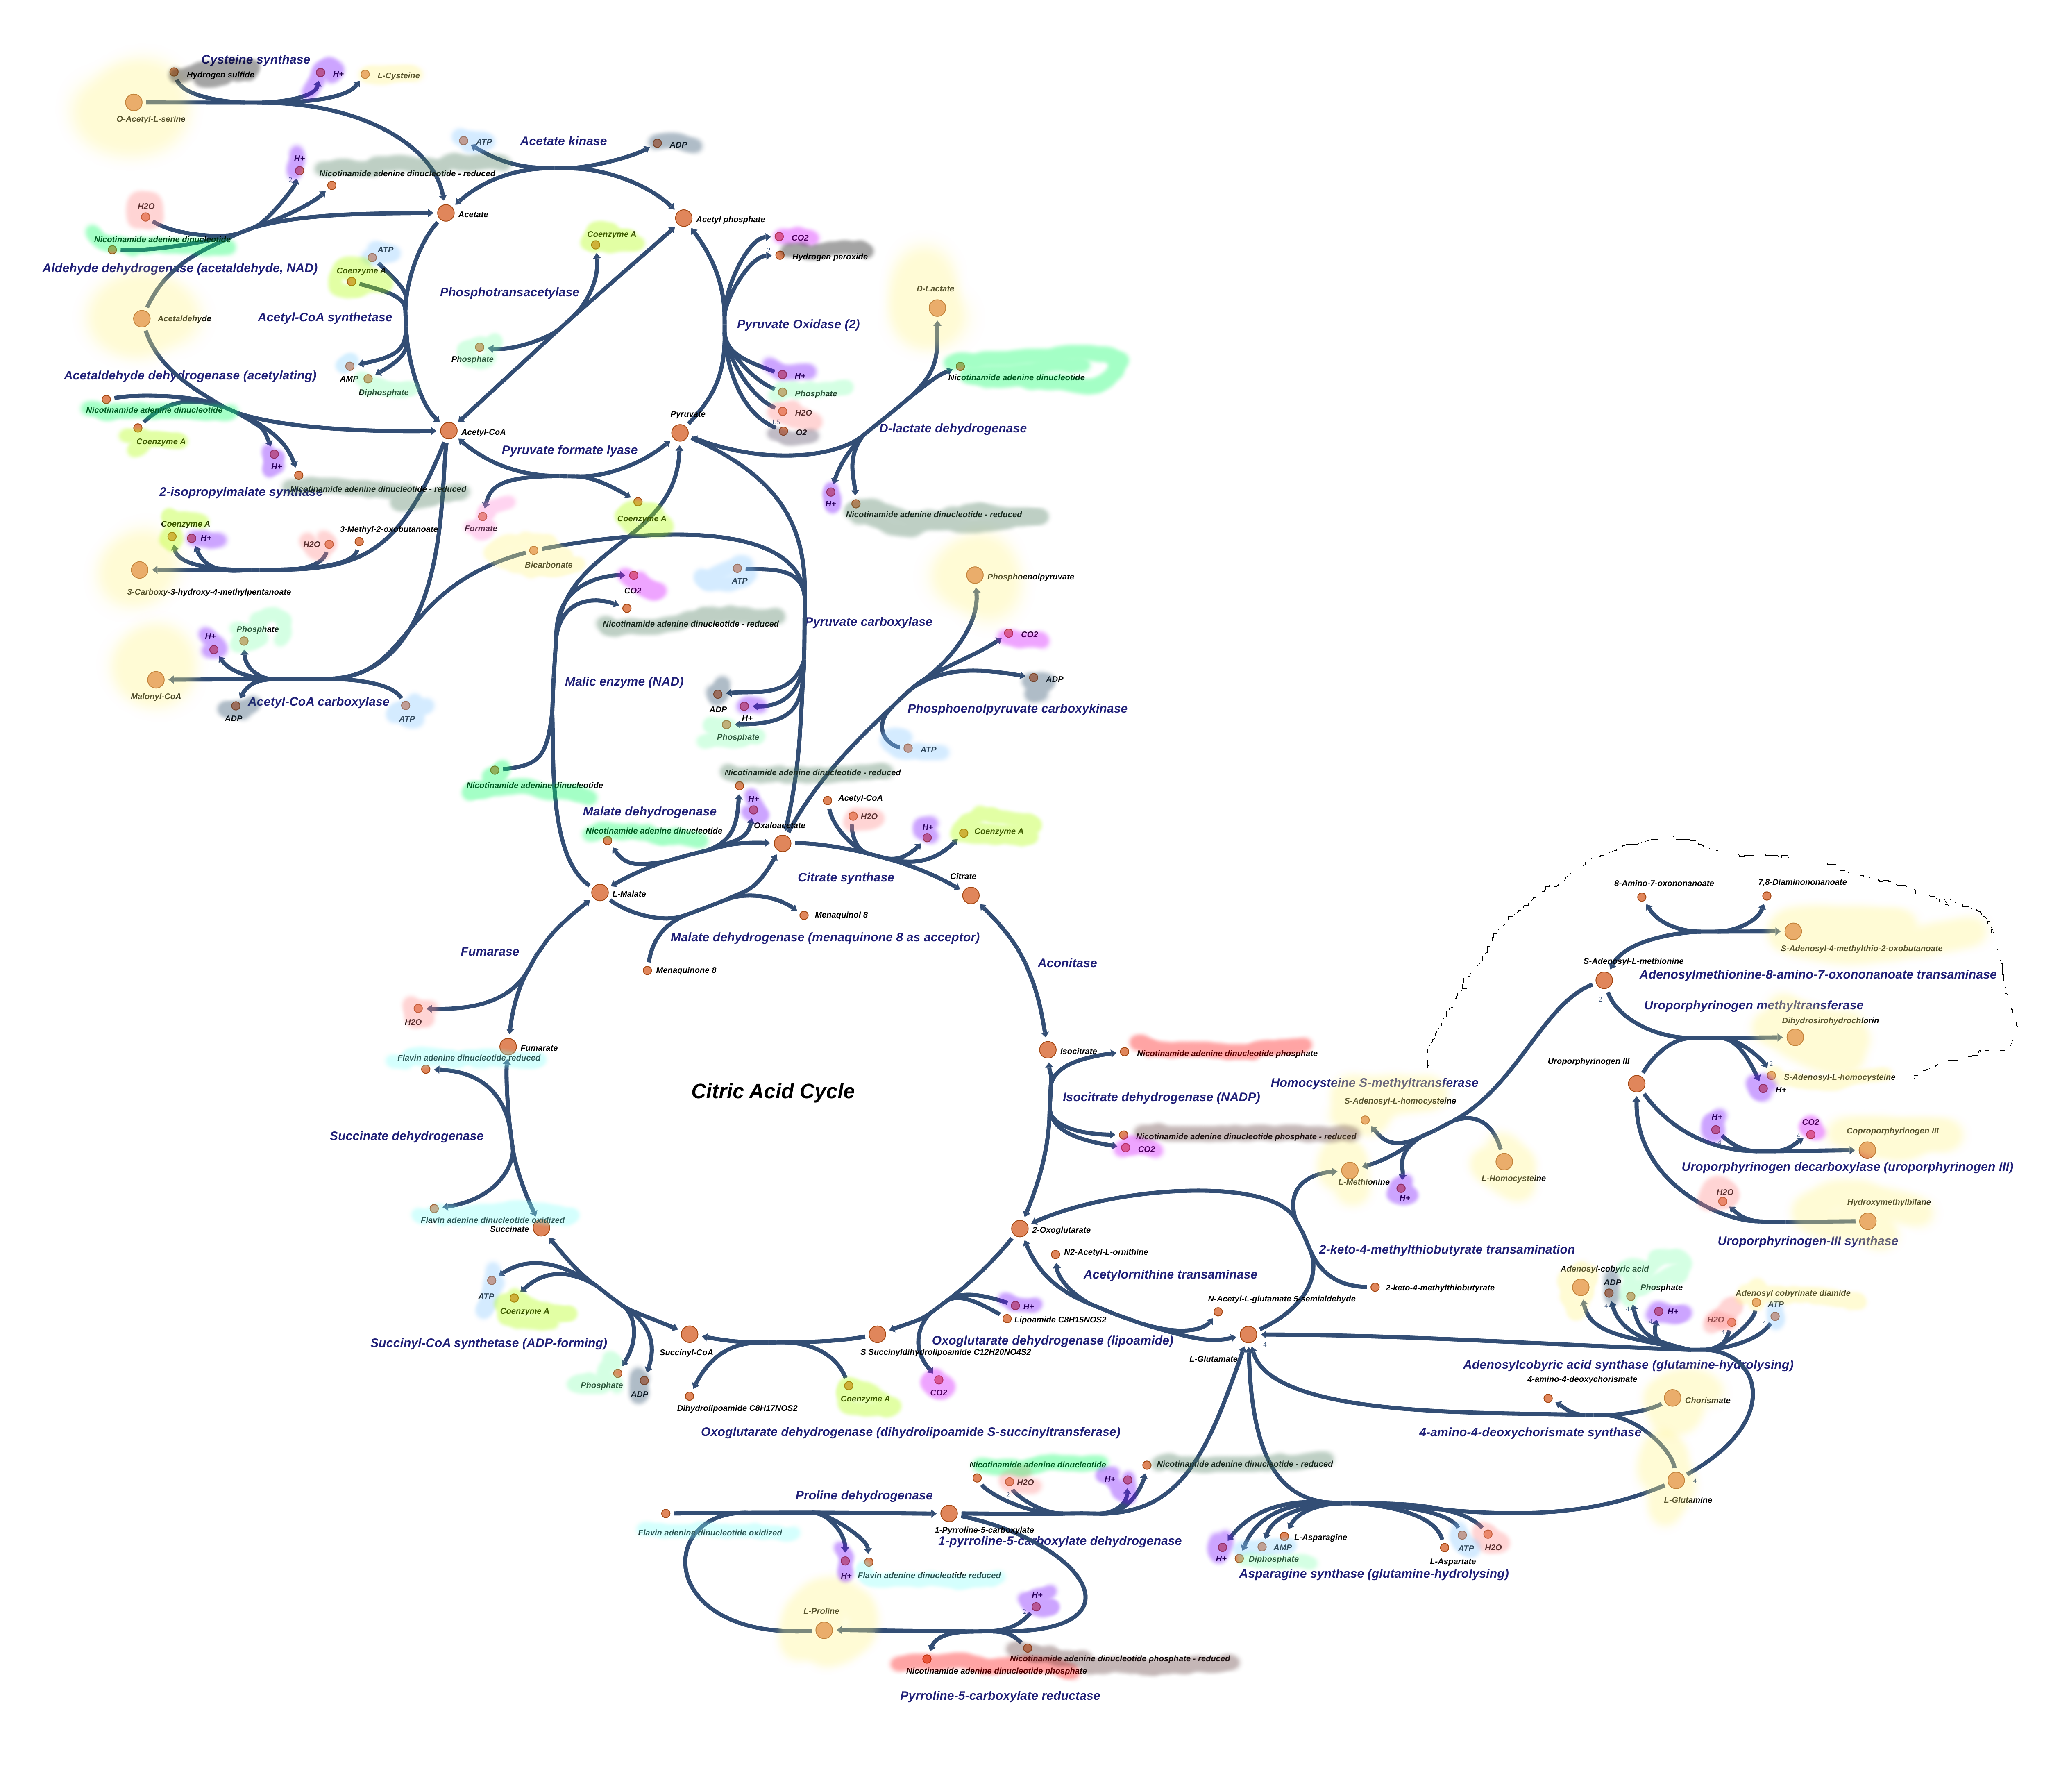 Cysteine synthase
Hydrogen sulfide
H+
L-Cysteine
O-Acetyl-L-serine
ATP
Acetate kinase
ADP
H+
2
Nicotinamide adenine dinucleotide - reduced
H2O
Acetate
Acetyl phosphate
Nicotinamide adenine dinucleotide
Coenzyme A
CO2
2
Hydrogen peroxide
Aldehyde dehydrogenase (acetaldehyde, NAD)
ATP
Coenzyme A
Phosphotransacetylase
D-Lactate
Acetaldehyde
Acetyl-CoA synthetase
Pyruvate Oxidase (2)
Phosphate
Acetaldehyde dehydrogenase (acetylating)
AMP
Diphosphate
H+
Phosphate
H2O
1.5
O2
Nicotinamide adenine dinucleotide
Nicotinamide adenine dinucleotide
Coenzyme A
Pyruvate
Acetyl-CoA
D-lactate dehydrogenase
Pyruvate formate lyase
H+
2-isopropylmalate synthase
Nicotinamide adenine dinucleotide - reduced
H+
Nicotinamide adenine dinucleotide - reduced
Coenzyme A
H+
H2O
3-Methyl-2-oxobutanoate
Formate
Coenzyme A
Bicarbonate
3-Carboxy-3-hydroxy-4-methylpentanoate
CO2
ATP
Phosphoenolpyruvate
Nicotinamide adenine dinucleotide - reduced
Pyruvate carboxylase
CO2
H+
Phosphate
Malonyl-CoA
Malic enzyme (NAD)
ADP
Acetyl-CoA carboxylase
ADP
ATP
ADP
H+
Phosphate
Phosphoenolpyruvate carboxykinase
ATP
Nicotinamide adenine dinucleotide
Nicotinamide adenine dinucleotide - reduced
Malate dehydrogenase
H+
Acetyl-CoA
H2O
Nicotinamide adenine dinucleotide
Oxaloacetate
H+
Coenzyme A
Citrate synthase
Citrate
L-Malate
Menaquinol 8
Malate dehydrogenase (menaquinone 8 as acceptor)
Menaquinone 8
Fumarase
Aconitase
8-Amino-7-oxononanoate
7,8-Diaminononanoate
S-Adenosyl-4-methylthio-2-oxobutanoate
S-Adenosyl-L-methionine
Adenosylmethionine-8-amino-7-oxononanoate transaminase
2
Uroporphyrinogen methyltransferase
Dihydrosirohydrochlorin
H2O
Fumarate
Flavin adenine dinucleotide reduced
Isocitrate
Nicotinamide adenine dinucleotide phosphate
Uroporphyrinogen III
2
S-Adenosyl-L-homocysteine
H+
Citric Acid Cycle
Isocitrate dehydrogenase (NADP)
Homocysteine S-methyltransferase
S-Adenosyl-L-homocysteine
Succinate dehydrogenase
Nicotinamide adenine dinucleotide phosphate - reduced
CO2
H+
4
CO2
4
Coproporphyrinogen III
Uroporphyrinogen decarboxylase (uroporphyrinogen III)
L-Methionine
H+
L-Homocysteine
H2O
Hydroxymethylbilane
Uroporphyrinogen-III synthase
Flavin adenine dinucleotide oxidized
Succinate
2-Oxoglutarate
N2-Acetyl-L-ornithine
2-keto-4-methylthiobutyrate transamination
Acetylornithine transaminase
2-keto-4-methylthiobutyrate
N-Acetyl-L-glutamate 5-semialdehyde
Adenosyl-cobyric acid
ADP
4
Phosphate
4
H+
4
H2O
4
Adenosyl cobyrinate diamide
ATP
4
ATP
Coenzyme A
H+
Lipoamide C8H15NOS2
Succinyl-CoA synthetase (ADP-forming)
Oxoglutarate dehydrogenase (lipoamide)
Succinyl-CoA
S Succinyldihydrolipoamide C12H20NO4S2
L-Glutamate
4
Adenosylcobyric acid synthase (glutamine-hydrolysing)
Phosphate
ADP
Dihydrolipoamide C8H17NOS2
Coenzyme A
CO2
4-amino-4-deoxychorismate
Chorismate
Oxoglutarate dehydrogenase (dihydrolipoamide S-succinyltransferase)
4-amino-4-deoxychorismate synthase
Nicotinamide adenine dinucleotide
H2O
2
H+
Nicotinamide adenine dinucleotide - reduced
4
L-Glutamine
Proline dehydrogenase
Flavin adenine dinucleotide oxidized
1-Pyrroline-5-carboxylate
1-pyrroline-5-carboxylate dehydrogenase
H+
Flavin adenine dinucleotide reduced
H+
Diphosphate
AMP
L-Asparagine
L-Aspartate
ATP
H2O
Asparagine synthase (glutamine-hydrolysing)
L-Proline
H+
2
Nicotinamide adenine dinucleotide phosphate - reduced
Nicotinamide adenine dinucleotide phosphate
Pyrroline-5-carboxylate reductase